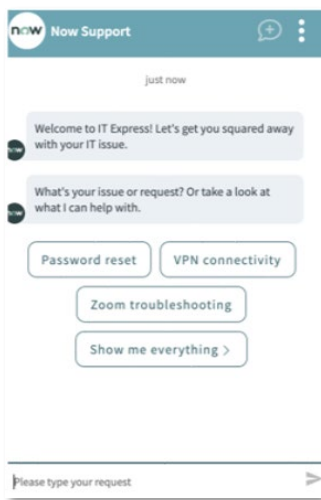 now Now Support
just now
Welcome to IT Express! Let's get you squared away
with your IT issue.
now
What's your issue or request? Or take a look at
what I can help with.
now
Password reset VPN connectivity
Zoom troubleshooting
Show me everything >
Please type your request